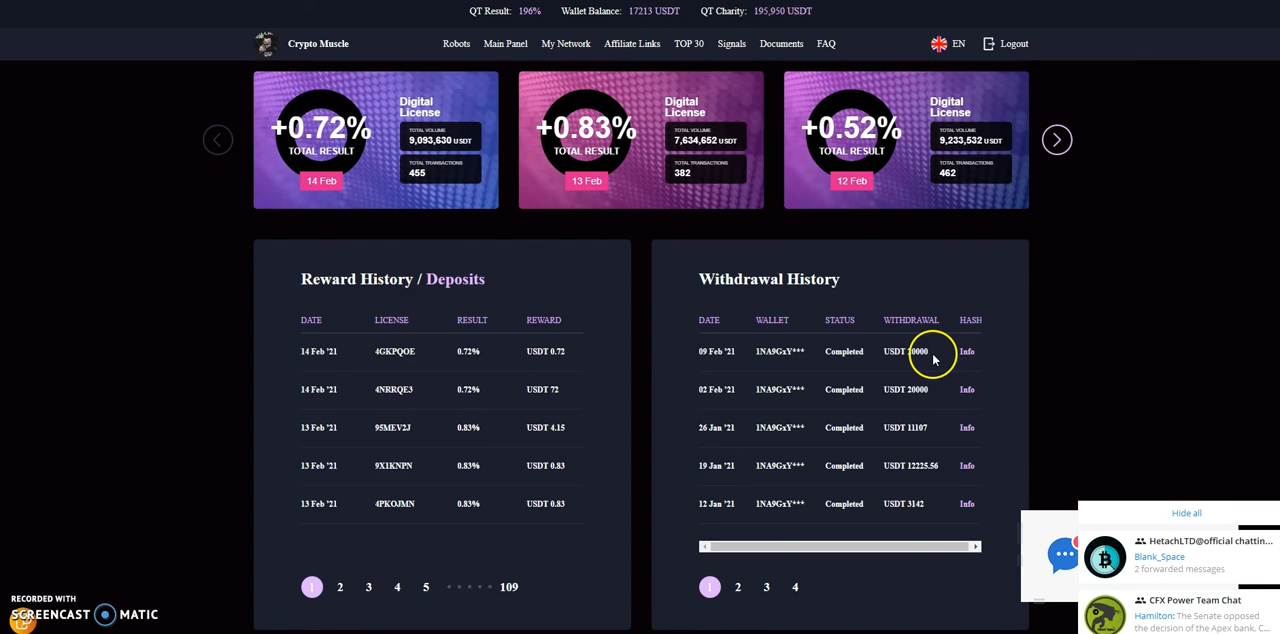 QT Result: 196% Wallet Balance: 17213 USDT QT Charity: 195,950 USDT
Crypto Muscle Robots Main Panel My Network Affiliate Links TOP 30 Signals Documents FAQ EN Logout
+0.72%
TOTAL RESULT
14 Feb
Digital
License
TOTAL VOLUME
9,093,630 USDT
TOTAL TRANSACTIONS
455
+0.83%
TOTAL RESULT
13 Feb
Digital
License
TOTAL VOLUME
7,634,652 USDT
TOTAL TRANSACTIONS
382
+0.52%
TOTAL RESULT
12 Feb
Digital
License
TOTAL VOLUME
9,233,532 USDT
TOTAL TRANSACTIONS
462
Reward History / Deposits
DATE LICENSE RESULT REWARD
14 Feb '21 4GKPQOE 0.72% USDT 0.72
14 Feb '21 4NRRQE3 0.72% USDT 72
13 Feb '21 95MEV2J 0.83% USDT 4.15
13 Feb '21 9X1KNPN 0.83% USDT 0.83
13 Feb '21 4PKOJMN 0.83% USDT 0.83
1 2 3 4 5 109
Withdrawal History
DATE WALLET STATUS WITHDRAWAL HASH
09 Feb '21 1NA9GxY*** Completed USDT Info
02 Feb '21 1NA9GxY*** Completed USDT 20000 Info
26 Jan '21 1NA9GxY*** Completed USDT 11107 Info
19 Jan '21 1NA9GxY*** Completed USDT 12225.56 Info
12 Jan '21 1NA9GxY*** Completed USDT 3142 Info
1 2 3 4
Hide all
HetachLTD@official chattin...
Blank_Space
2 forwarded messages
CFX Power Team Chat
Hamilton: The Senate opposed
the decision of the Apex bank, C...
RECORDED WITH
SCREENCAST MATIC